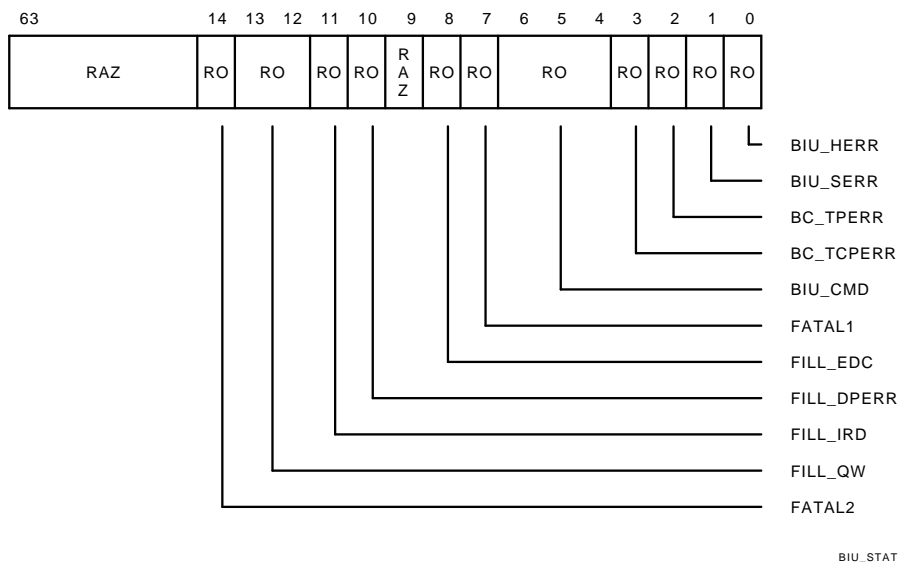 63 14 13 12 11 10 9 8 7 6 5 4 3 2 1 0
RAZ RO RO RO RO RAZ RO RO RO RO RO RO RO
BIU_HERR
BIU_SERR
BC_TPERR
BC_TCPERR
BIU_CMD
FATAL1
FILL_EDC
FILL_DPERR
FILL_IRD
FILL_QW
FATAL2
BIU_STAT